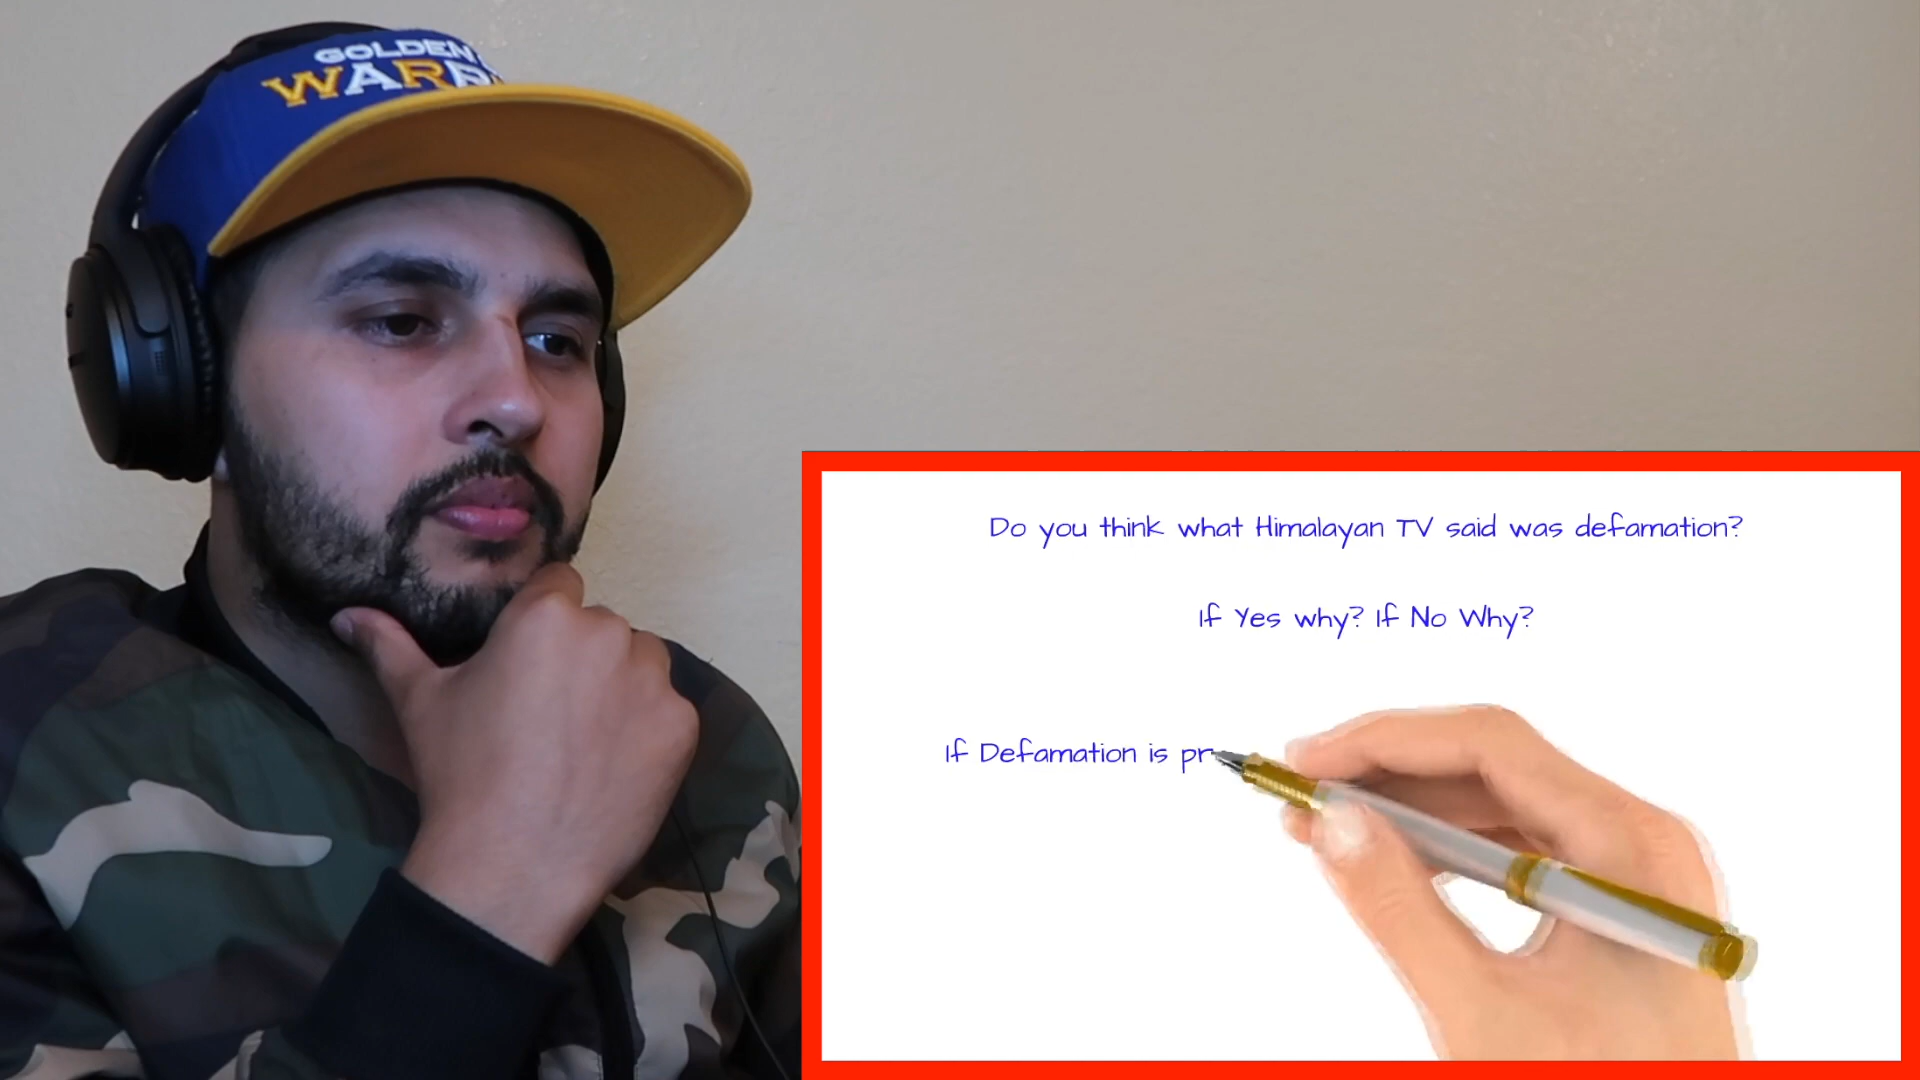 GOLDEN
WARR
Do you think what Himalayan TV said was defamation?
If Yes why? If No Why?
If Defamation is pr